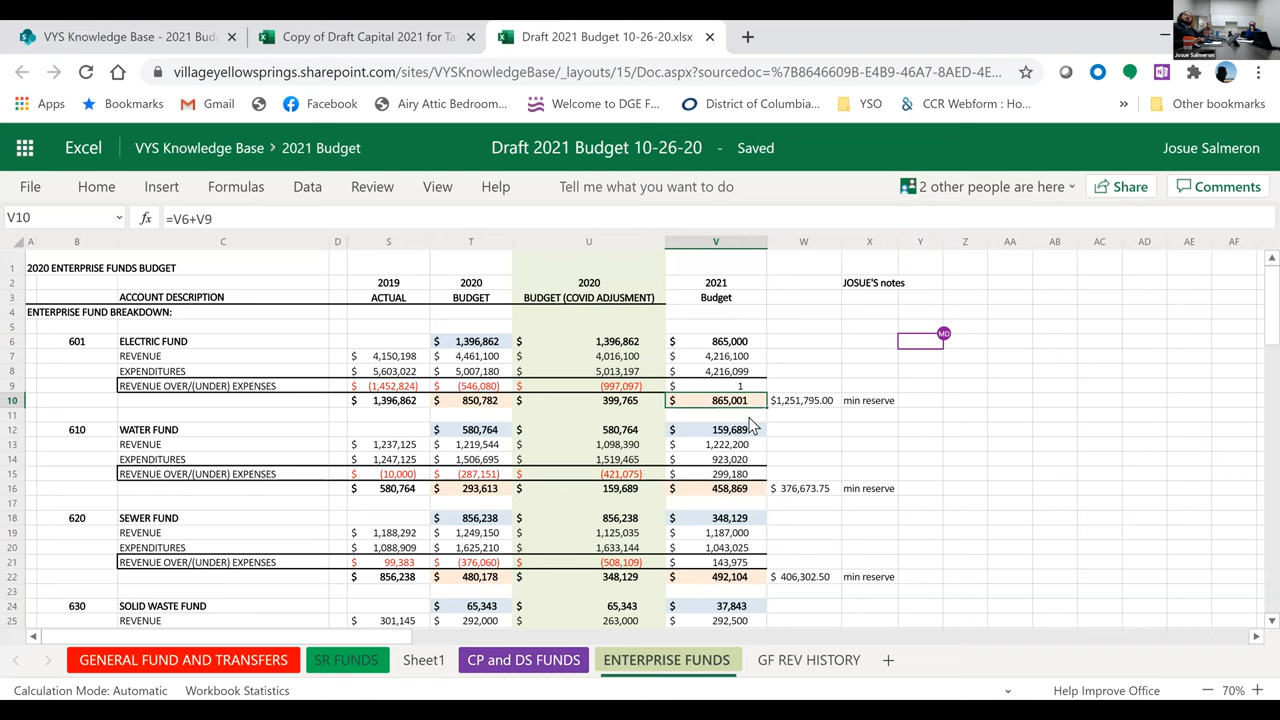 VYS Knowledge Base - 2021 Bud
Copy of Draft Capital 2021 for Ta
Draft 2021 Budget 10-26-20.xlsx
Josue Salmeron
villageyellowsprings.sharepoint.com/sites/VYSKnowledgeBase/_layouts/15/Doc.aspx?sourcedoc=%7B8646609B-E4B9-46A7-8AED-4E...
Apps Bookmarks Gmail Facebook Airy Attic Bedroom... Welcome to DGE F... District of Columbia... YSO CCR Webform : Ho... » Other bookmarks
Excel VYS Knowledge Base > 2021 Budget Draft 2021 Budget 10-26-20 - Saved Josue Salmeron
File Home Insert Formulas Data Review View Help Tell me what you want to do 2 other people are here Share Comments
V10 fx =V6+V9
A B C D S T U V W X Y Z AA AB AC AD AE AF
1 2020 ENTERPRISE FUNDS BUDGET
2 2019 2020 2020 2021 JOSUE'S notes
3 ACCOUNT DESCRIPTION ACTUAL BUDGET BUDGET (COVID ADJUSMENT) Budget
4 ENTERPRISE FUND BREAKDOWN:
5 MD
6 601 ELECTRIC FUND $ 1,396,862 $ 1,396,862 $ 865,000
7 REVENUE $ 4,150,198 $ 4,461,100 $ 4,016,100 $ 4,216,100
8 EXPENDITURES $ 5,603,022 $ 5,007,180 $ 5,013,197 $ 4,216,099
9 REVENUE OVER/(UNDER) EXPENSES $ (1,452,824) $ (546,080) $ (997,097) $ 1
10 $ 1,396,862 $ 850,782 $ 399,765 $ 865,001 $1,251,795.00 min reserve
11
12 610 WATER FUND $ 580,764 $ 580,764 $ 159,689
13 REVENUE $ 1,237,125 $ 1,219,544 $ 1,098,390 $ 1,222,200
14 EXPENDITURES $ 1,247,125 $ 1,506,695 $ 1,519,465 $ 923,020
15 REVENUE OVER/(UNDER) EXPENSES $ (10,000) $ (287,151) $ (421,075) $ 299,180
16 $ 580,764 $ 293,613 $ 159,689 $ 458,869 $ 376,673.75 min reserve
17
18 620 SEWER FUND $ 856,238 $ 856,238 $ 348,129
19 REVENUE $ 1,188,292 $ 1,249,150 $ 1,125,035 $ 1,187,000
20 EXPENDITURES $ 1,088,909 $ 1,625,210 $ 1,633,144 $ 1,043,025
21 REVENUE OVER/(UNDER) EXPENSES $ 99,383 $ (376,060) $ (508,109) $ 143,975
22 $ 856,238 $ 480,178 $ 348,129 $ 492,104 $ 406,302.50 min reserve
23
24 630 SOLID WASTE FUND $ 65,343 $ 65,343 $ 37,843
25 REVENUE $ 301,145 $ 292,000 $ 263,000 $ 292,500
GENERAL FUND AND TRANSFERS SR FUNDS Sheet1 CP and DS FUNDS ENTERPRISE FUNDS GF REV HISTORY
Calculation Mode: Automatic Workbook Statistics Help Improve Office 70%